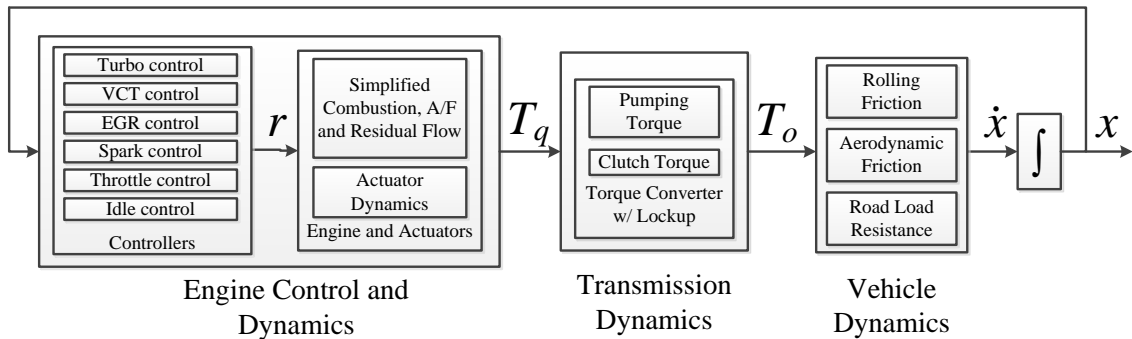 Turbo control
VCT control
EGR control
Spark control
Throttle control
Idle control
Controllers
r
Simplified
Combustion, A/F
and Residual Flow
Actuator
Dynamics
Engine and Actuators
Engine Control and
Dynamics
T_q
Pumping
Torque
Clutch Torque
Torque Converter
w/ Lockup
Transmission
Dynamics
T_o
Rolling
Friction
Aerodynamic
Friction
Road Load
Resistance
Vehicle
Dynamics
ẋ
∫
x